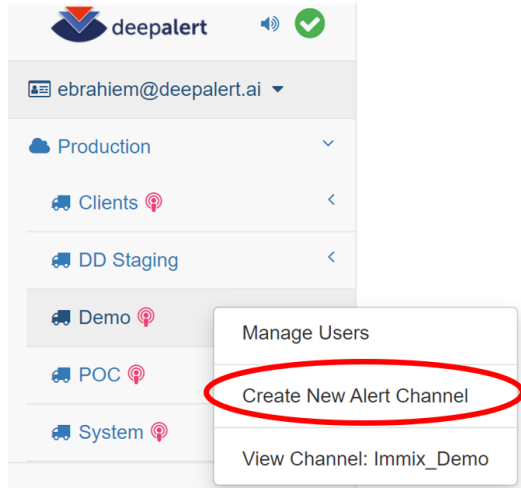 deepalert
ebrahiem@deepalert.ai
Production
Clients
DD Staging
Demo
Manage Users
POC
Create New Alert Channel
System
View Channel: Immix_Demo